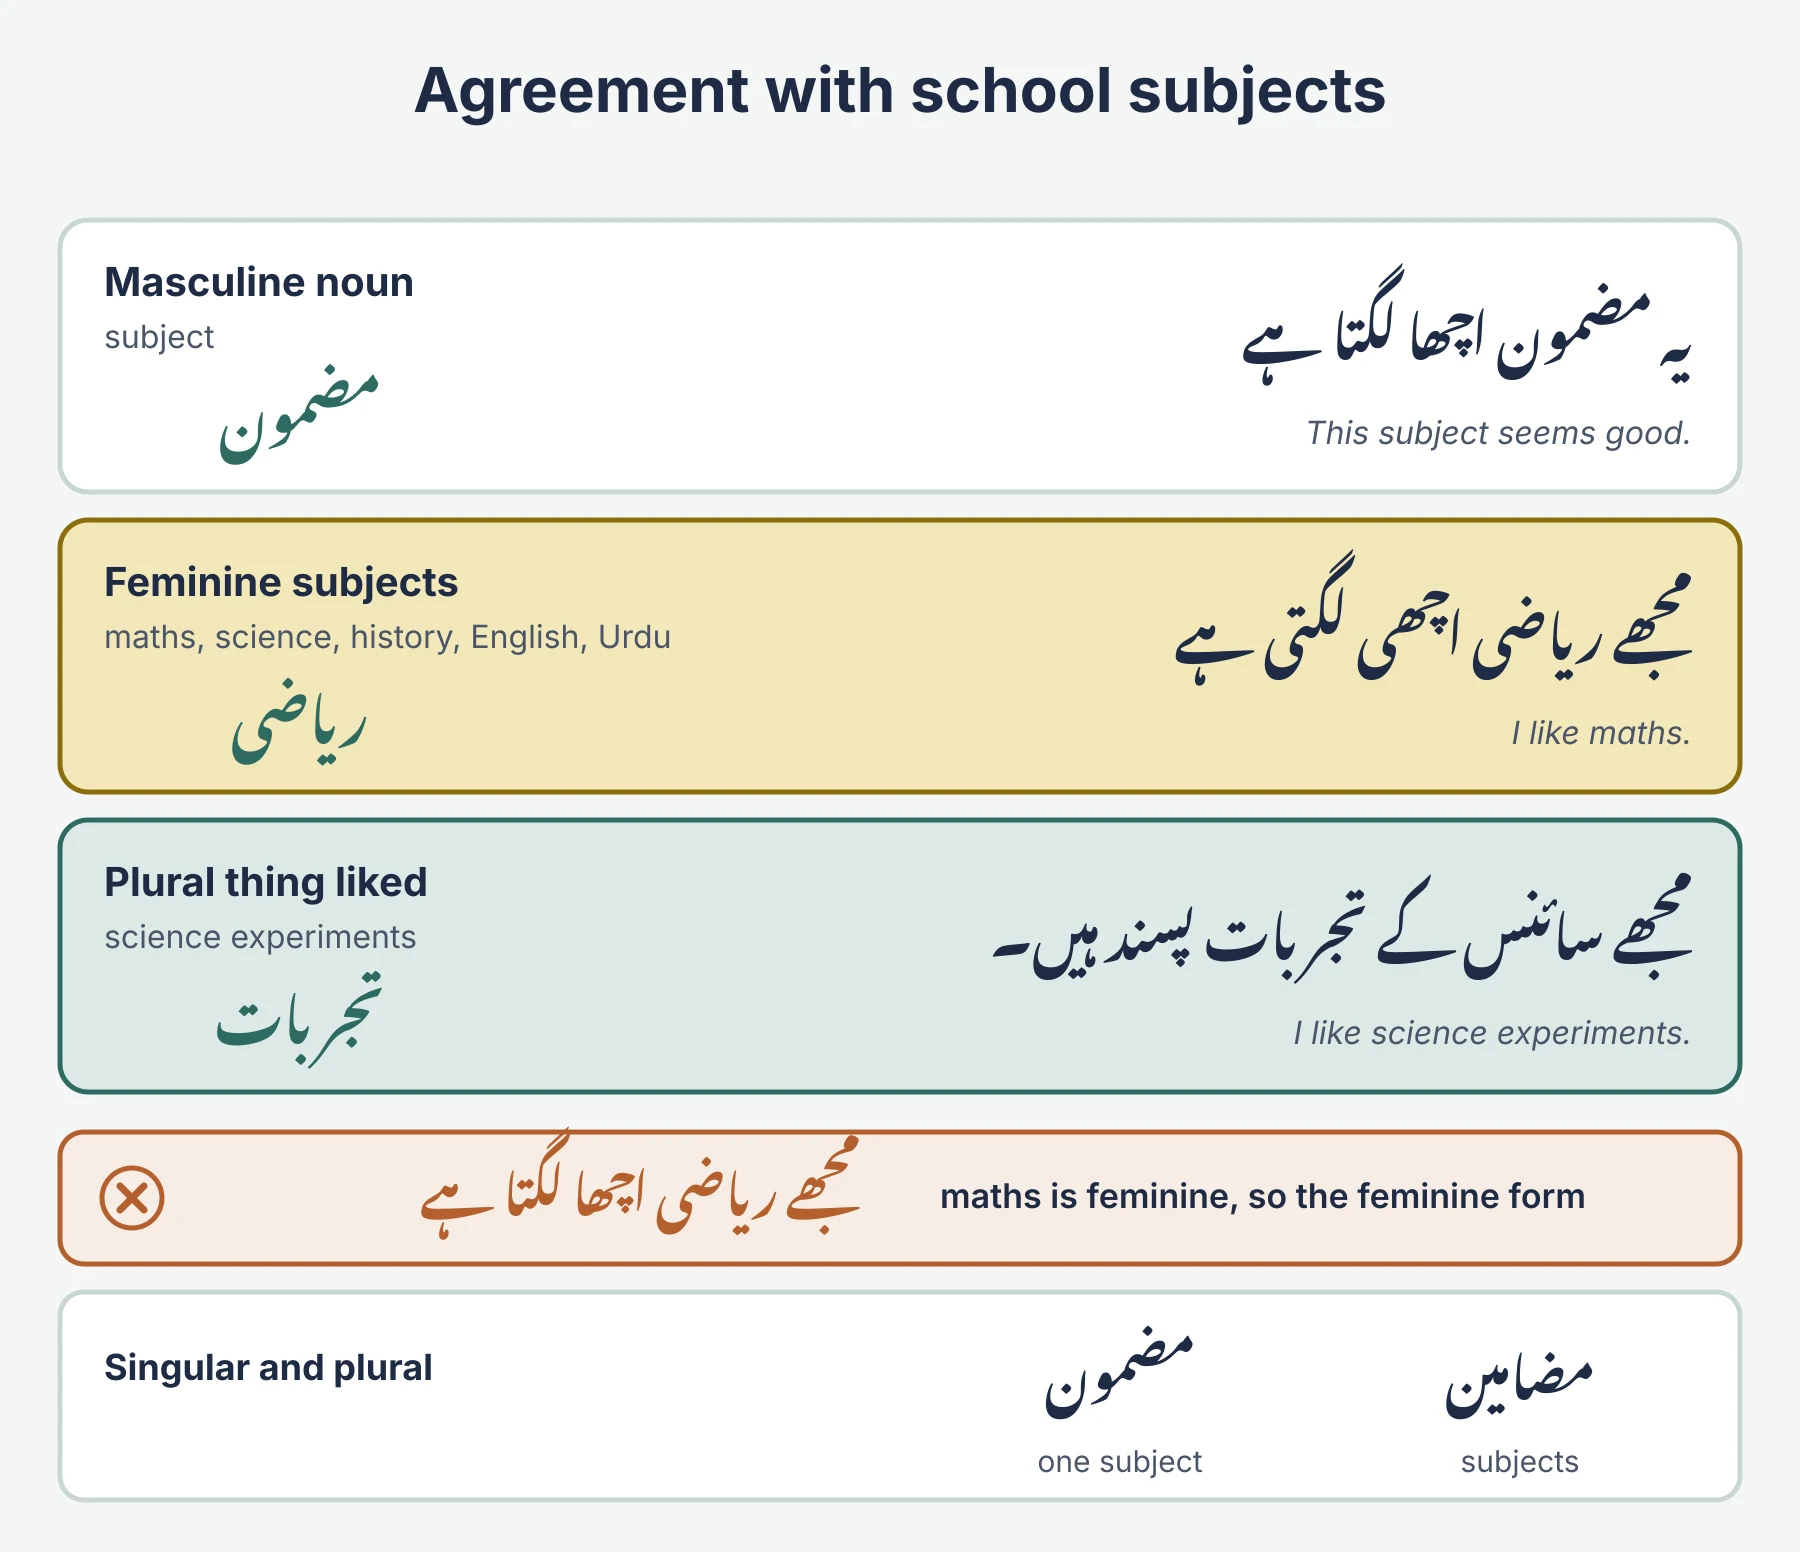 Agreement with school subjects
Masculine noun
subject
مضمون
یہ مضمون اچھا لگتا ہے
This subject seems good.
Feminine subjects
maths, science, history, English, Urdu
ریاضی
مجھے ریاضی اچھی لگتی ہے
I like maths.
Plural thing liked
science experiments
تجربات
مجھے سائنس کے تجربات پسند ہیں۔
I like science experiments.
مجھے ریاضی اچھا لگتا ہے
maths is feminine, so the feminine form
Singular and plural
مضمون
one subject
مضامین
subjects